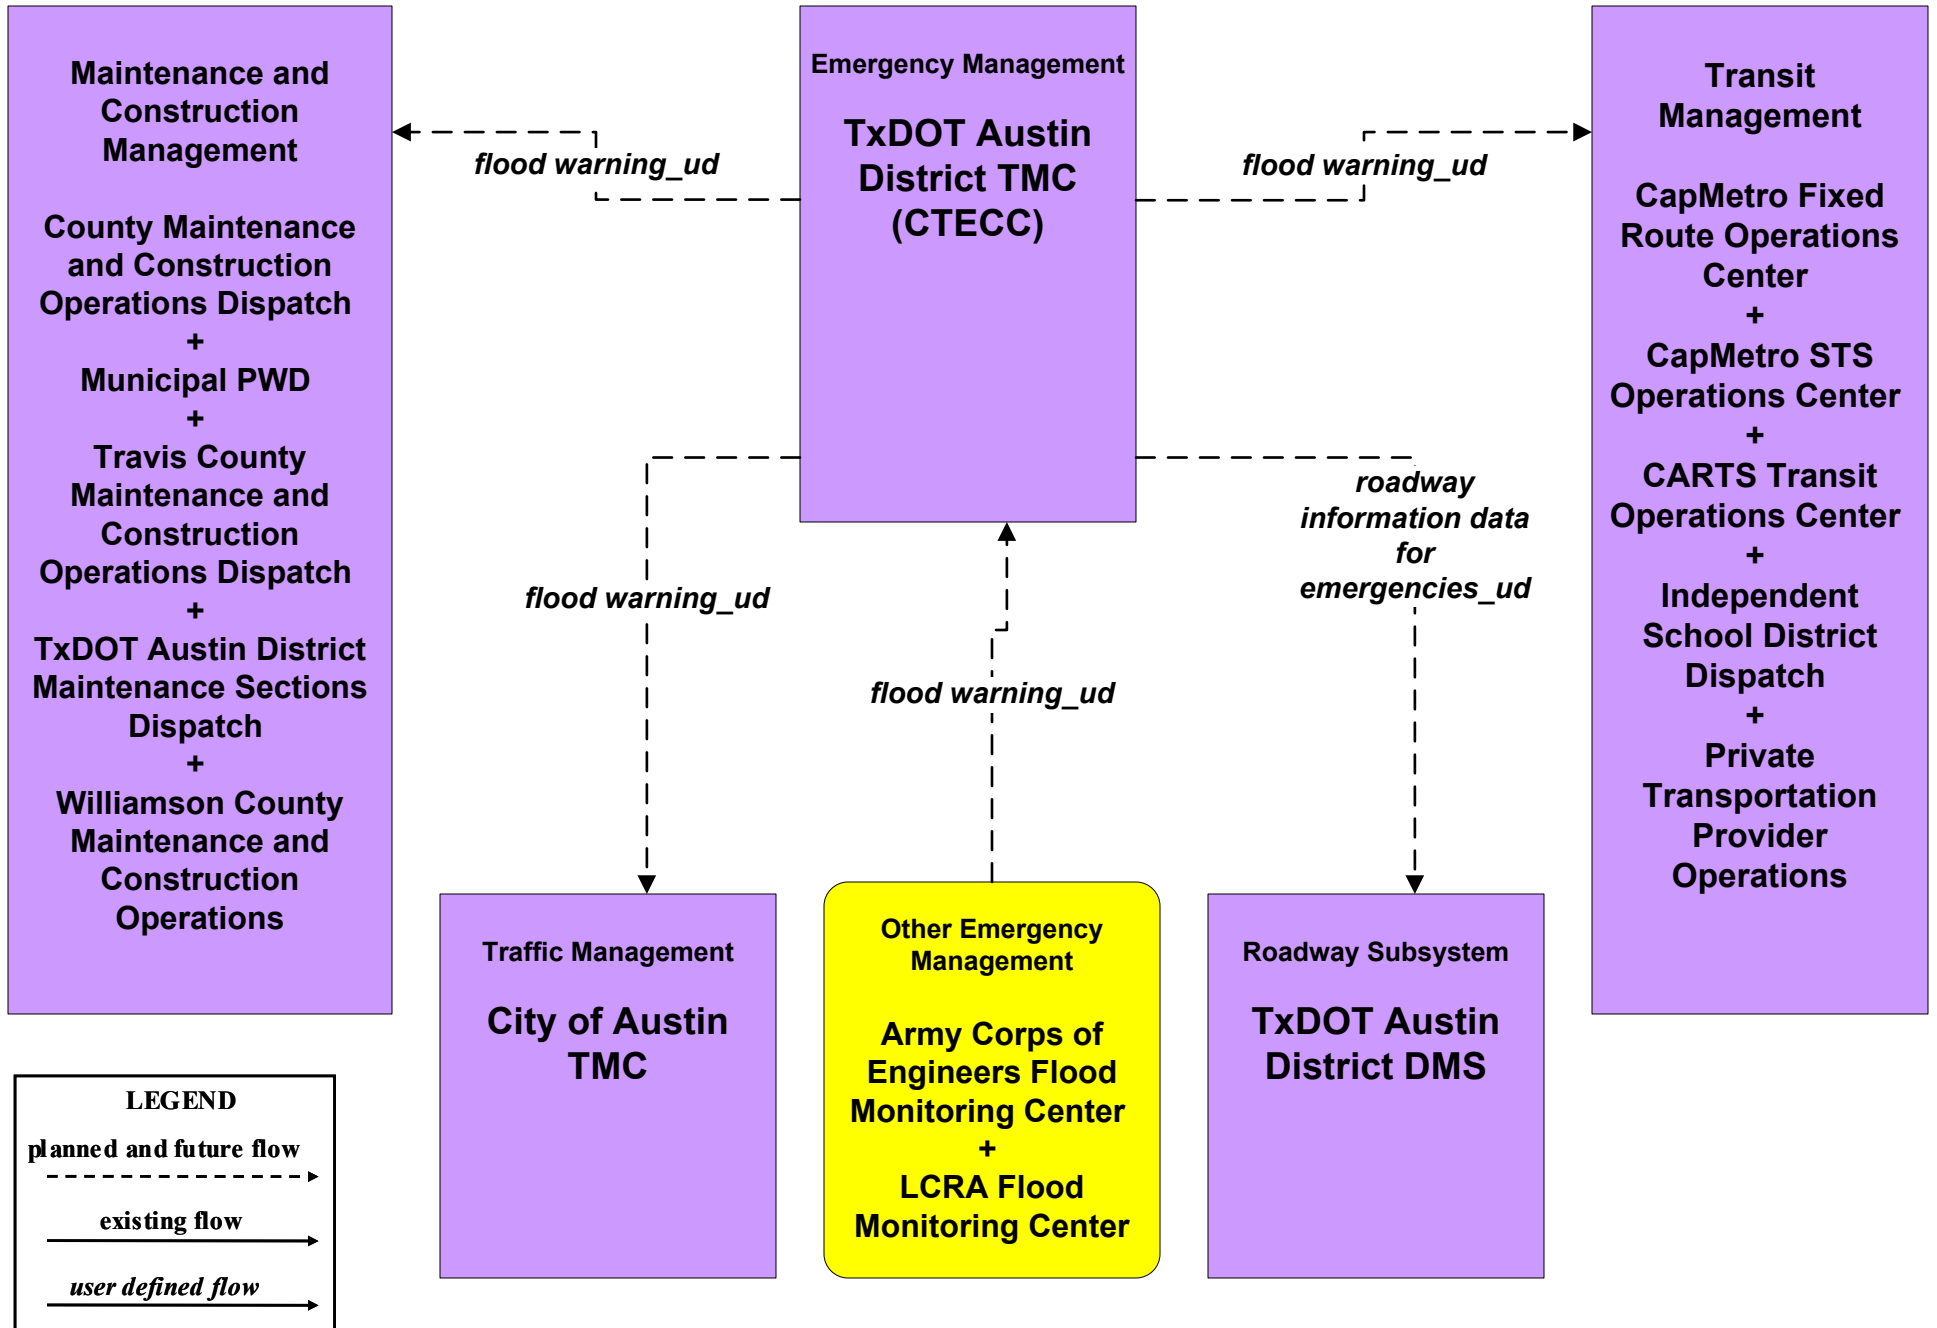 Maintenance and
Construction
Management
County Maintenance
and Construction
Operations Dispatch
+
Municipal PWD
+
Travis County
Maintenance and
Construction
Operations Dispatch
+
TxDOT Austin District
Maintenance Sections
Dispatch
+
Williamson County
Maintenance and
Construction
Operations
flood warning_ud
Emergency Management
TxDOT Austin
District TMC
(CTECC)
flood warning_ud
Transit
Management
CapMetro Fixed
Route Operations
Center
+
CapMetro STS
Operations Center
+
CARTS Transit
Operations Center
+
Independent
School District
Dispatch
+
Private
Transportation
Provider
Operations
flood warning_ud
flood warning_ud
roadway
information data
for
emergencies_ud
Traffic Management
City of Austin
TMC
Other Emergency
Management
Army Corps of
Engineers Flood
Monitoring Center
+
LCRA Flood
Monitoring Center
Roadway Subsystem
TxDOT Austin
District DMS
LEGEND
planned and future flow
existing flow
user defined flow